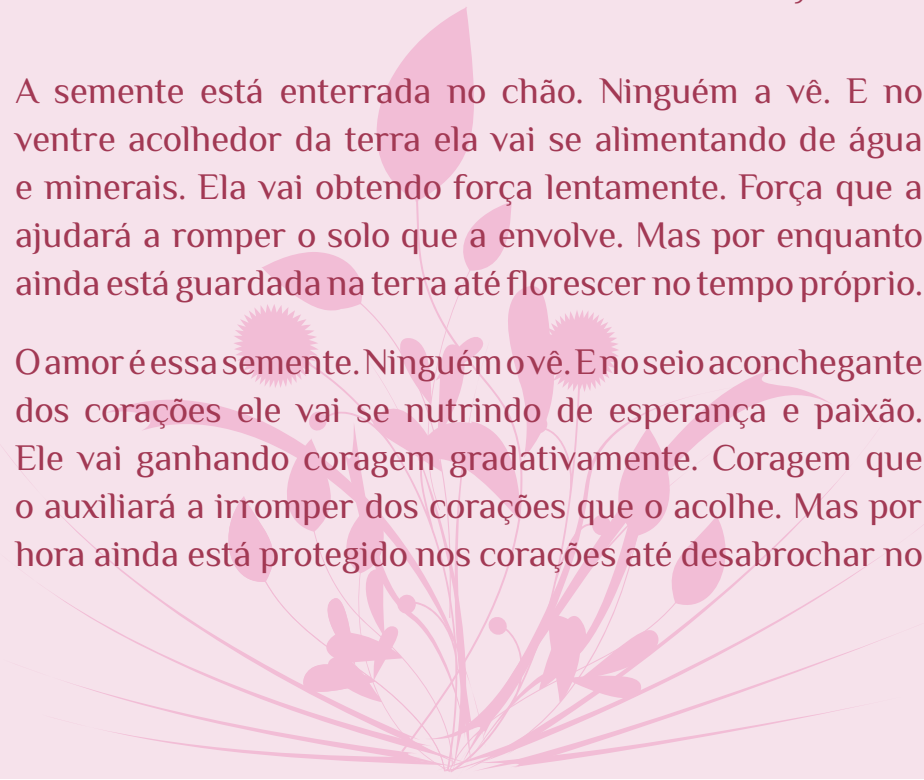 A semente está enterrada no chão. Ninguém a vê. E no
ventre acolhedor da terra ela vai se alimentando de água
e minerais. Ela vai obtendo força lentamente. Força que a
ajudará a romper o solo que a envolve. Mas por enquanto
ainda está guardada na terra até florescer no tempo próprio.
O amor é essa semente. Ninguém o vê. E no seio aconchegante
dos corações ele vai se nutrindo de esperança e paixão.
Ele vai ganhando coragem gradativamente. Coragem que
o auxiliará a irromper dos corações que o acolhe. Mas por
hora ainda está protegido nos corações até desabrochar no